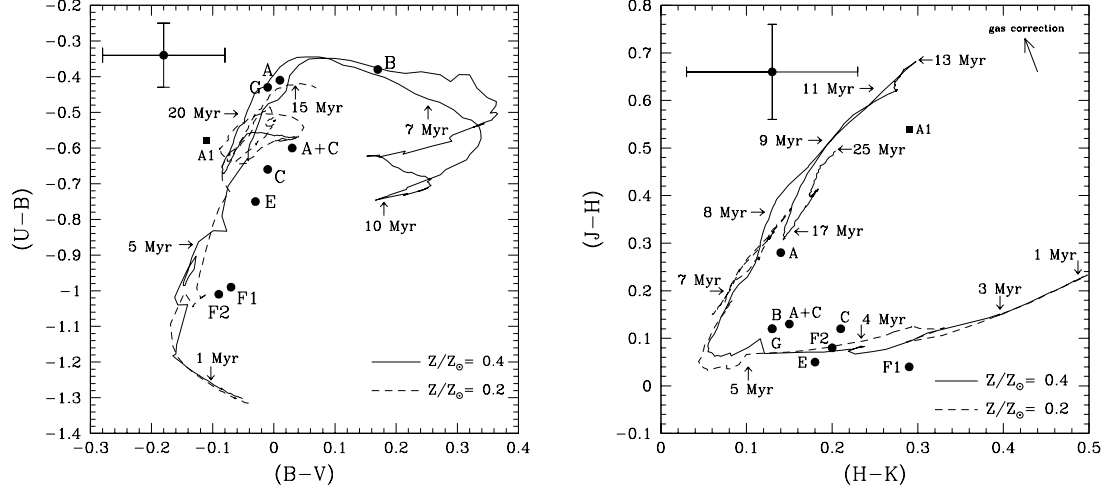 -0.2
-0.3
-0.4
-0.5
-0.6
-0.7
-0.8
-0.9
-1
-1.1
-1.2
-1.3
-1.4
(U-B)
A
B
G
20 Myr
15 Myr
7 Myr
A1
A+C
C
E
10 Myr
5 Myr
F1
F2
1 Myr
Z/Z⊙= 0.4
Z/Z⊙= 0.2
-0.3
-0.2
-0.1
0
0.1
0.2
0.3
0.4
(B-V)
0.8
0.7
0.6
0.5
0.4
0.3
0.2
0.1
0
-0.1
(J-H)
gas correction
13 Myr
11 Myr
A1
9 Myr
25 Myr
8 Myr
17 Myr
A
1 Myr
7 Myr
3 Myr
B
A+C
C
4 Myr
G
F2
E
F1
5 Myr
Z/Z⊙= 0.4
Z/Z⊙= 0.2
0
0.1
0.2
0.3
0.4
0.5
(H-K)